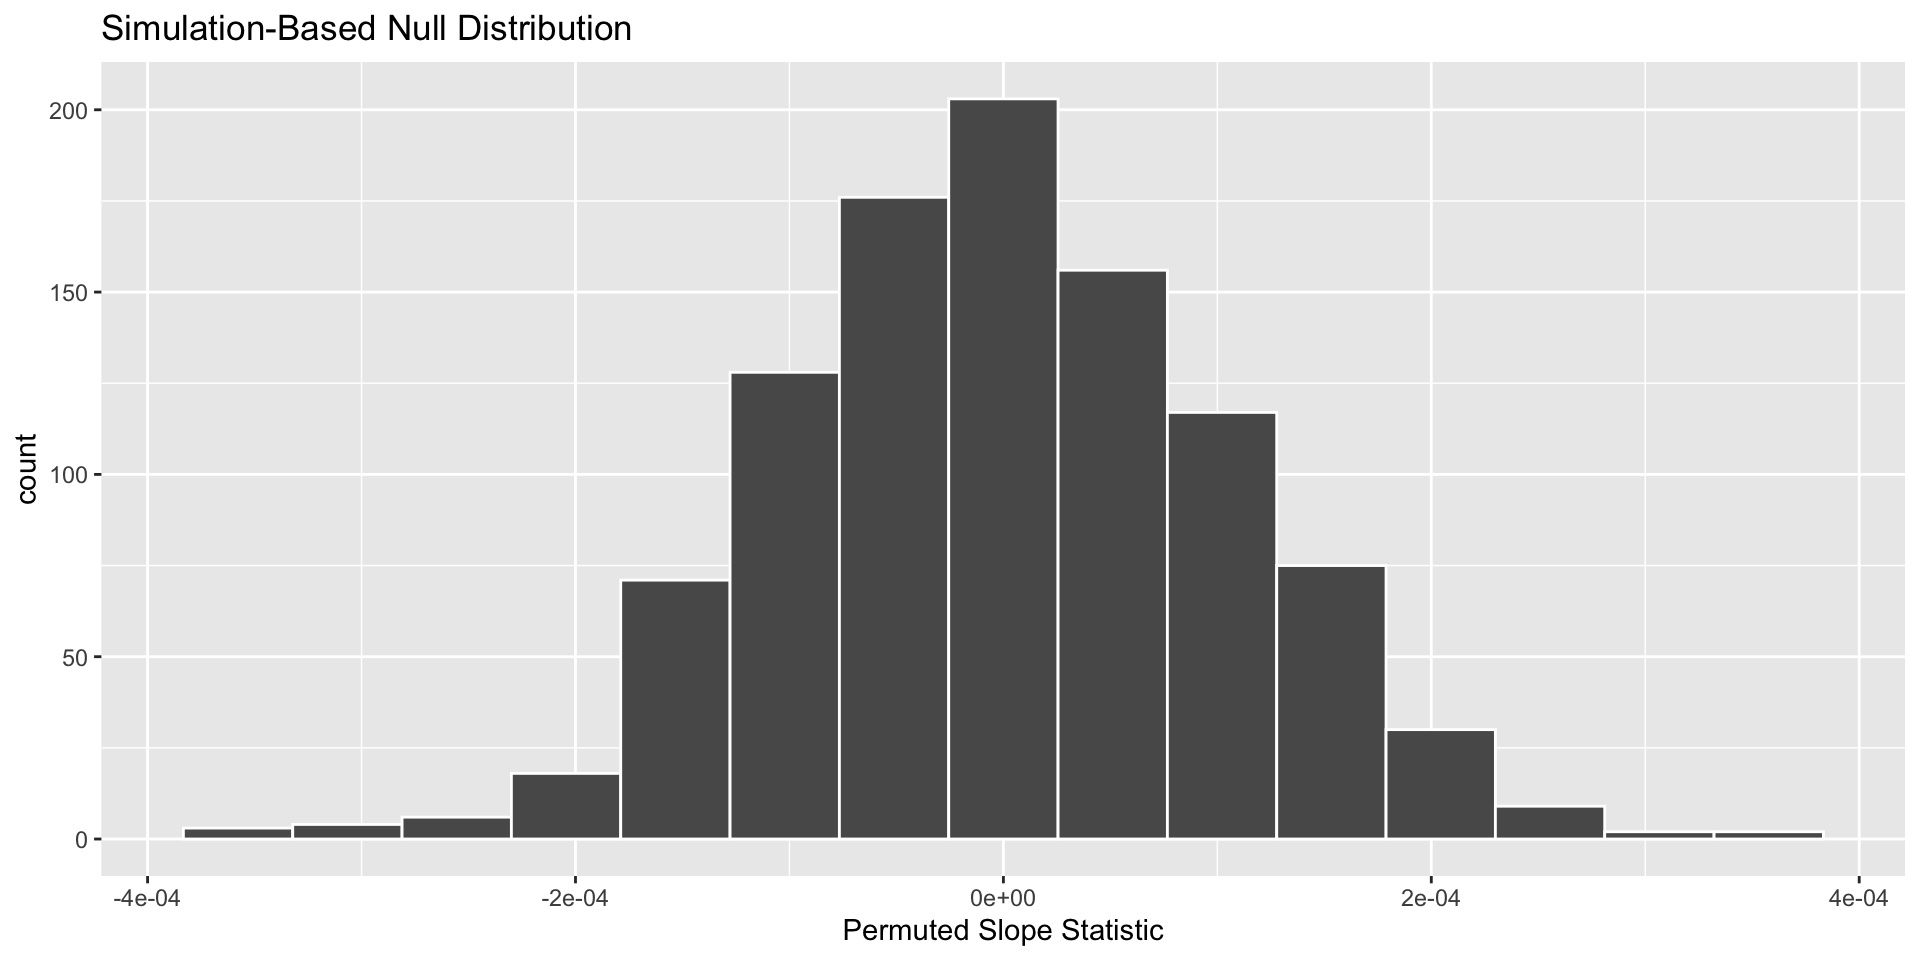 Simulation-Based Null Distribution
count
200
150
100
50
0
-4e-04 -2e-04 0e+00 2e-04 4e-04
Permuted Slope Statistic